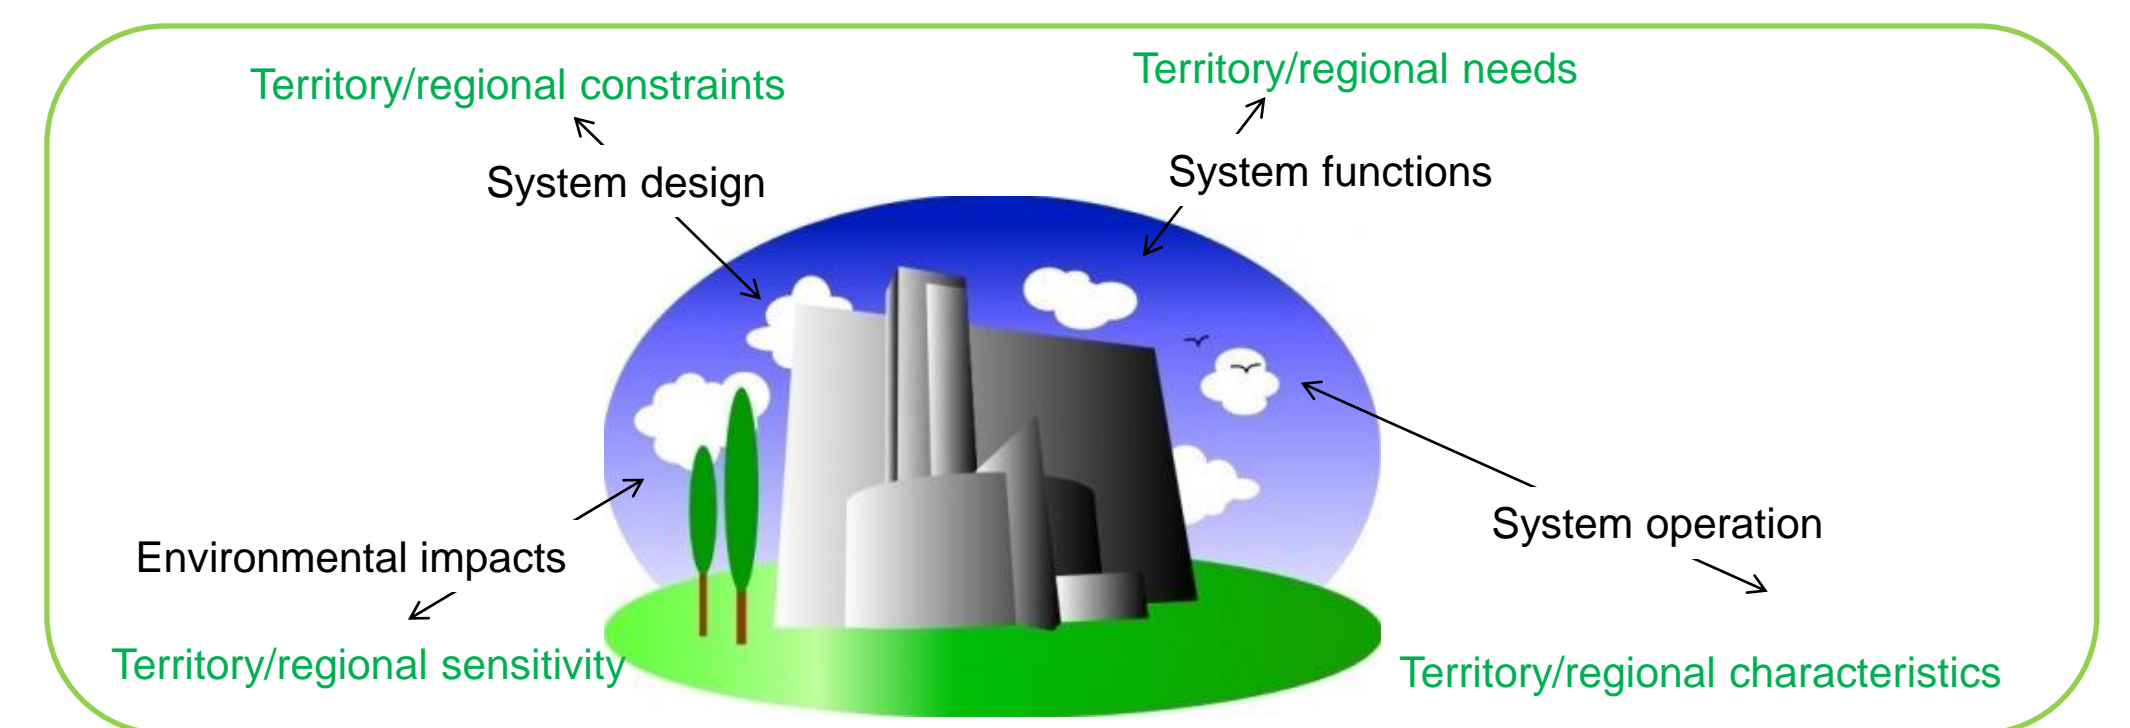 Territory/regional constraints
Territory/regional needs
System design
System functions
System operation
Environmental impacts
Territory/regional sensitivity
Territory/regional characteristics